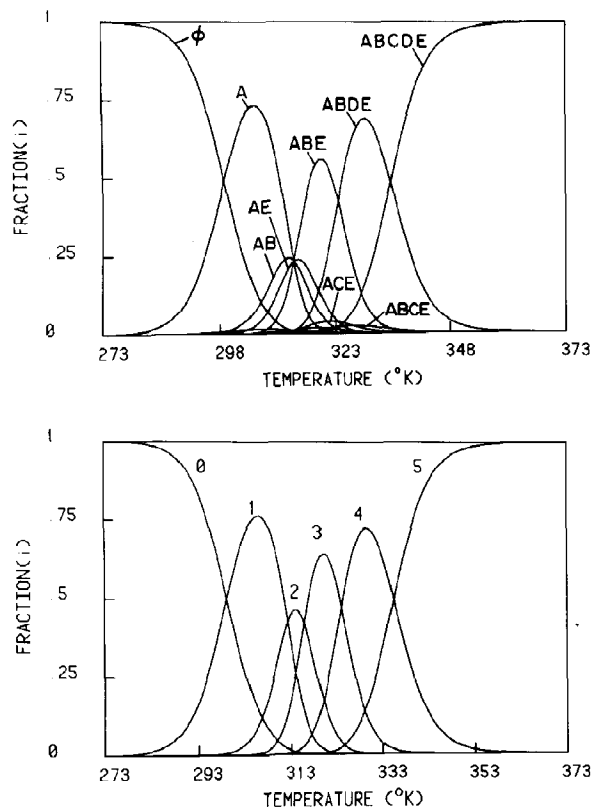 1
.75
.5
.25
0
FRACTION(i)
ϕ
A
AE
AB
ABE
ABDE
ABCDE
ACE
ABCE
273 298 323 348 373
TEMPERATURE (°K)
1
.75
.5
.25
0
FRACTION(i)
0
1
2
3
4
5
273 293 313 333 353 373
TEMPERATURE (°K)